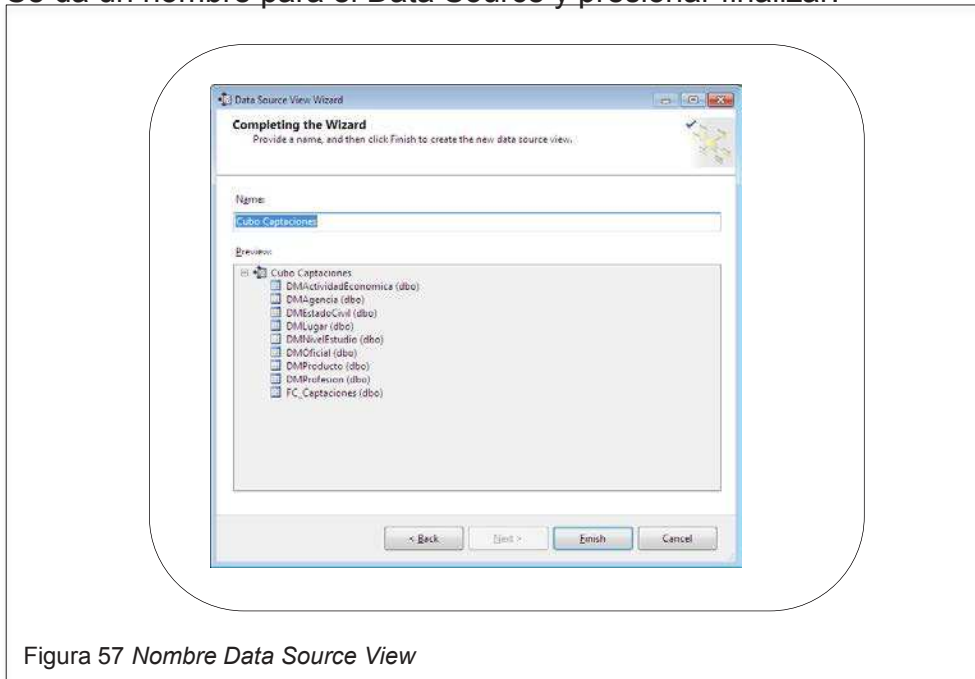 Se da un nombre para el Data Source y presionar finalizar.
Data Source View Wizard
Completing the Wizard
Provide a name, and then click Finish to create the new data source view.
Name:
Cubo Captaciones
Preview:
Cubo Captaciones
DMActividadEconomica (dbo)
DMAgencia (dbo)
DMEstadoCivil (dbo)
DMLugar (dbo)
DMNivelEstudio (dbo)
DMOficial (dbo)
DMProducto (dbo)
DMProfesion (dbo)
FC_Captaciones (dbo)
< Back
Next >
Finish
Cancel
Figura 57 Nombre Data Source View